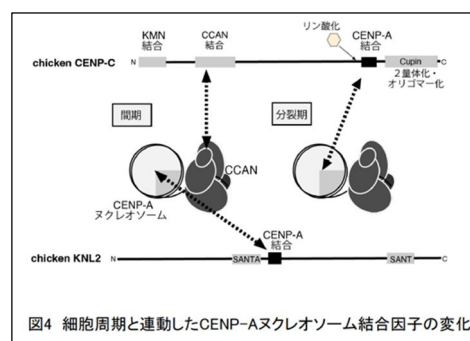 リン酸化
KMN
結合
CCAN
結合
CENP-A
結合
chicken CENP-C
N
Cupin
C
2量体化・
オリゴマー化
間期
分裂期
CCAN
CENP-A
ヌクレオソーム
CENP-A
結合
chicken KNL2
N
SANTA
SANT
C
図4 細胞周期と連動したCENP-Aヌクレオソーム結合因子の変化